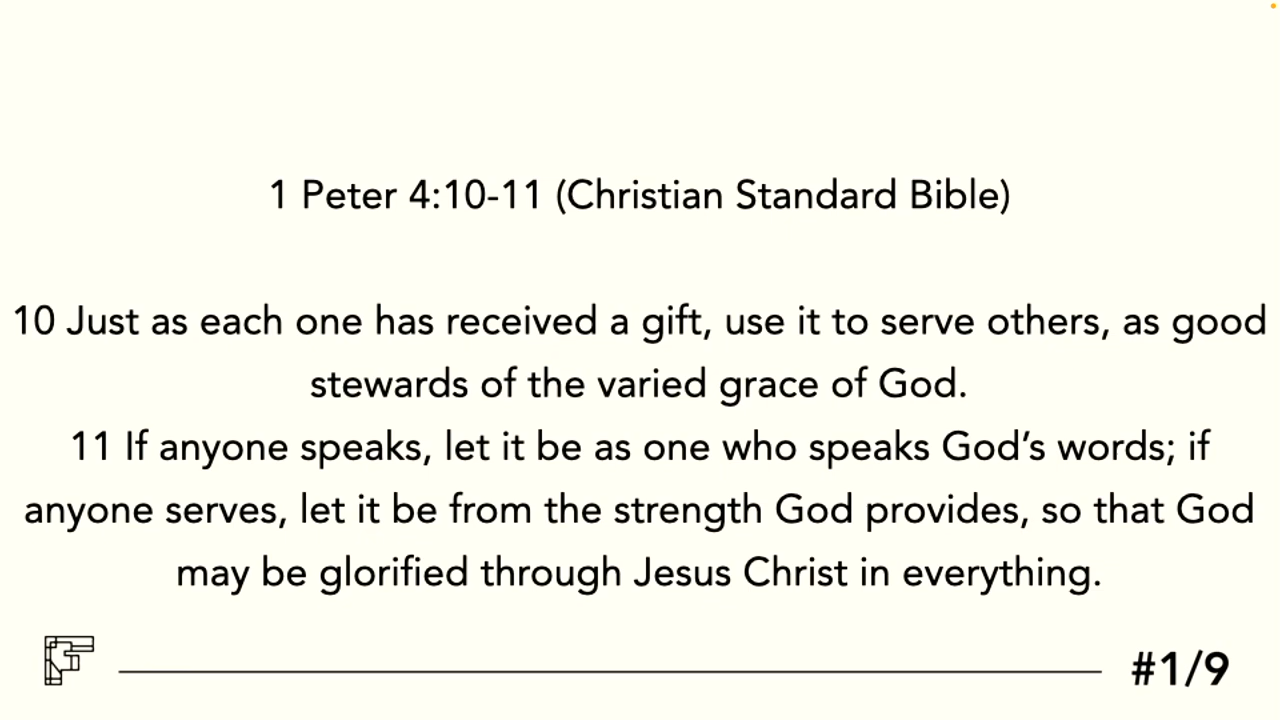 1 Peter 4:10-11 (Christian Standard Bible)
10 Just as each one has received a gift, use it to serve others, as good
stewards of the varied grace of God.
11 If anyone speaks, let it be as one who speaks God’s words; if
anyone serves, let it be from the strength God provides, so that God
may be glorified through Jesus Christ in everything.
#1/9